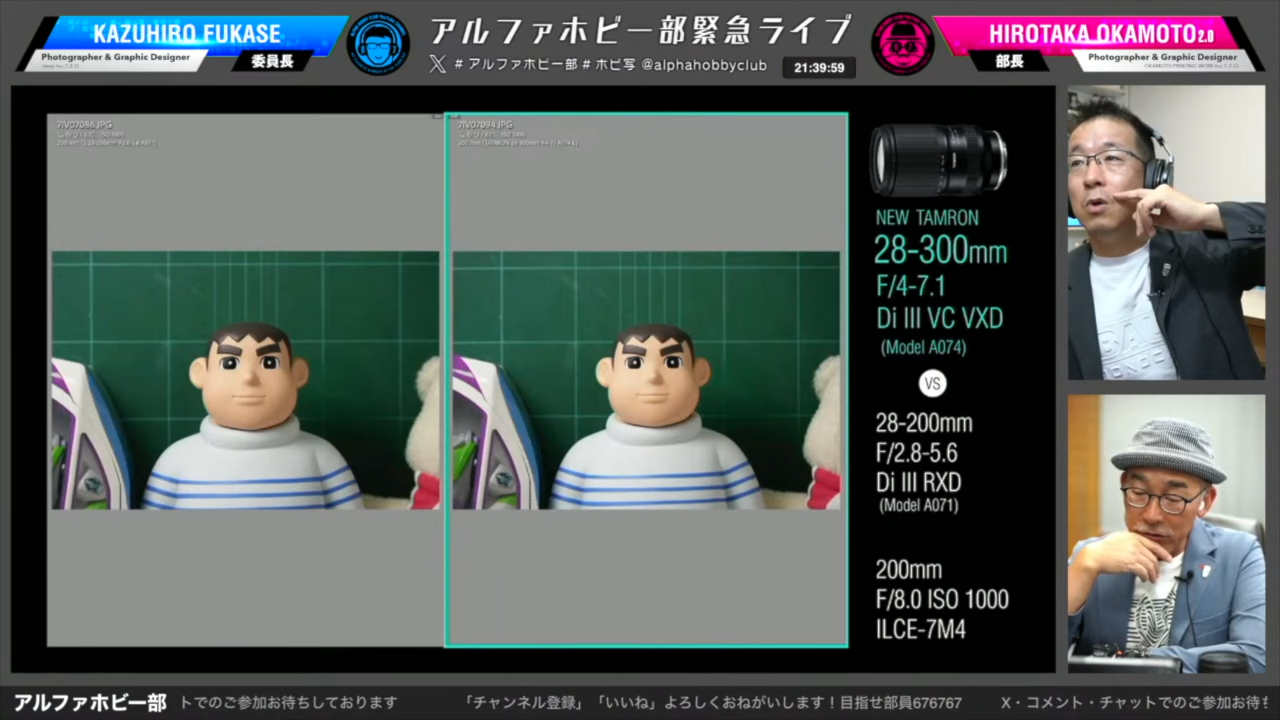 KAZUHIRO FUKASE
Photographer & Graphic Designer
委員長
アルファホビー部緊急ライブ
X #アルファホビー部 #ホビ写 @alphahobbyclub
21:39:59
HIROTAKA OKAMOTO2.0
部長
Photographer & Graphic Designer
7IV07086.JPG
7IV07094.JPG
TAMRON
NEW TAMRON
28-300mm
F/4-7.1
Di III VC VXD
(Model A074)
VS
28-200mm
F/2.8-5.6
Di III RXD
(Model A071)
200mm
F/8.0 ISO 1000
ILCE-7M4
アルファホビー部
トでのご参加お待ちしております 「チャンネル登録」「いいね」よろしくおねがいします！目指せ部員676767 X・コメント・チャットでのご参加お待ち